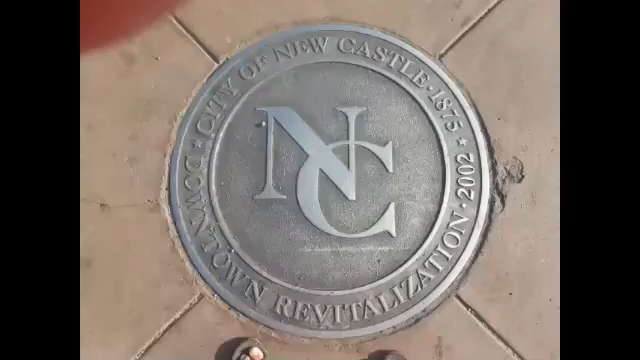 CITY OF NEW CASTLE · 1875 ★ 2002 ·
DOWNTOWN REVITALIZATION
NC